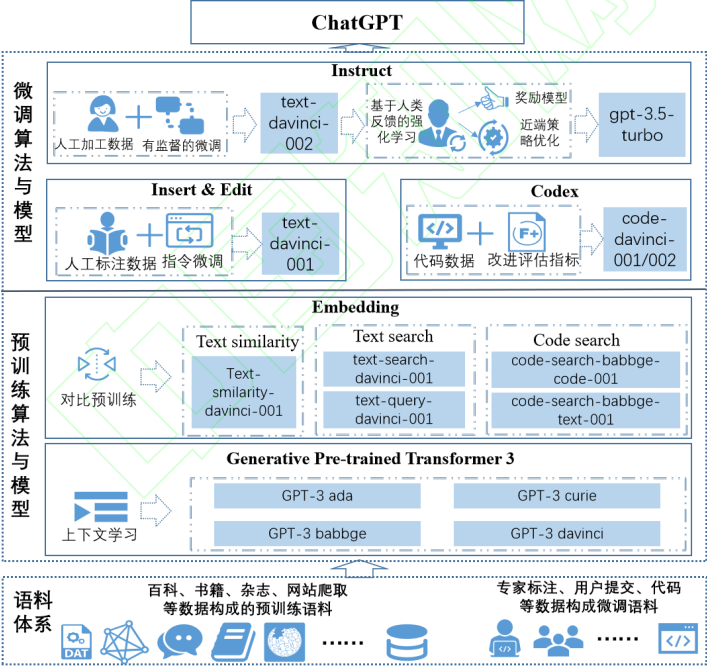 ChatGPT
微调算法与模型
Instruct
人工加工数据
有监督的微调
text-
davinci-
002
基于人类
反馈的强
化学习
奖励模型
近端策
略优化
gpt-3.5-
turbo
Insert & Edit
人工标注数据
指令微调
text-
davinci-
001
Codex
代码数据
F+
改进评估指标
code-
davinci-
001/002
预训练算法与模型
Embedding
对比预训练
Text similarity
Text-
smilarity-
davinci-001
Text search
text-search-
davinci-001
text-query-
davinci-001
Code search
code-search-babbge-
code-001
code-search-babbge-
text-001
Generative Pre-trained Transformer 3
上下文学习
GPT-3 ada
GPT-3 curie
GPT-3 babbge
GPT-3 davinci
语料
体系
百科、书籍、杂志、网站爬取
等数据构成的预训练语料
DAT
······
专家标注、用户提交、代码
等数据构成微调语料
······